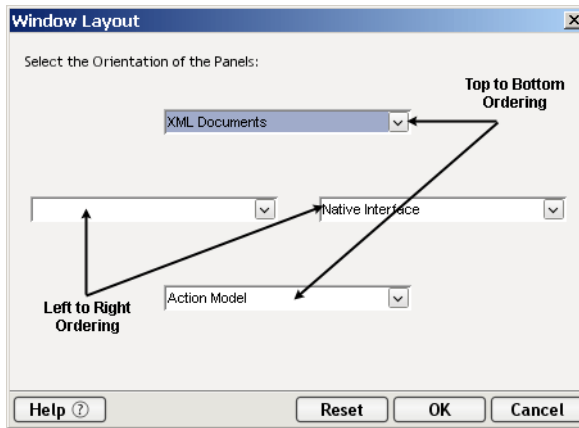 Window Layout
Select the Orientation of the Panels:
Top to Bottom
Ordering
XML Documents
Native Interface
Left to Right
Ordering
Action Model
Help ?
Reset
OK
Cancel